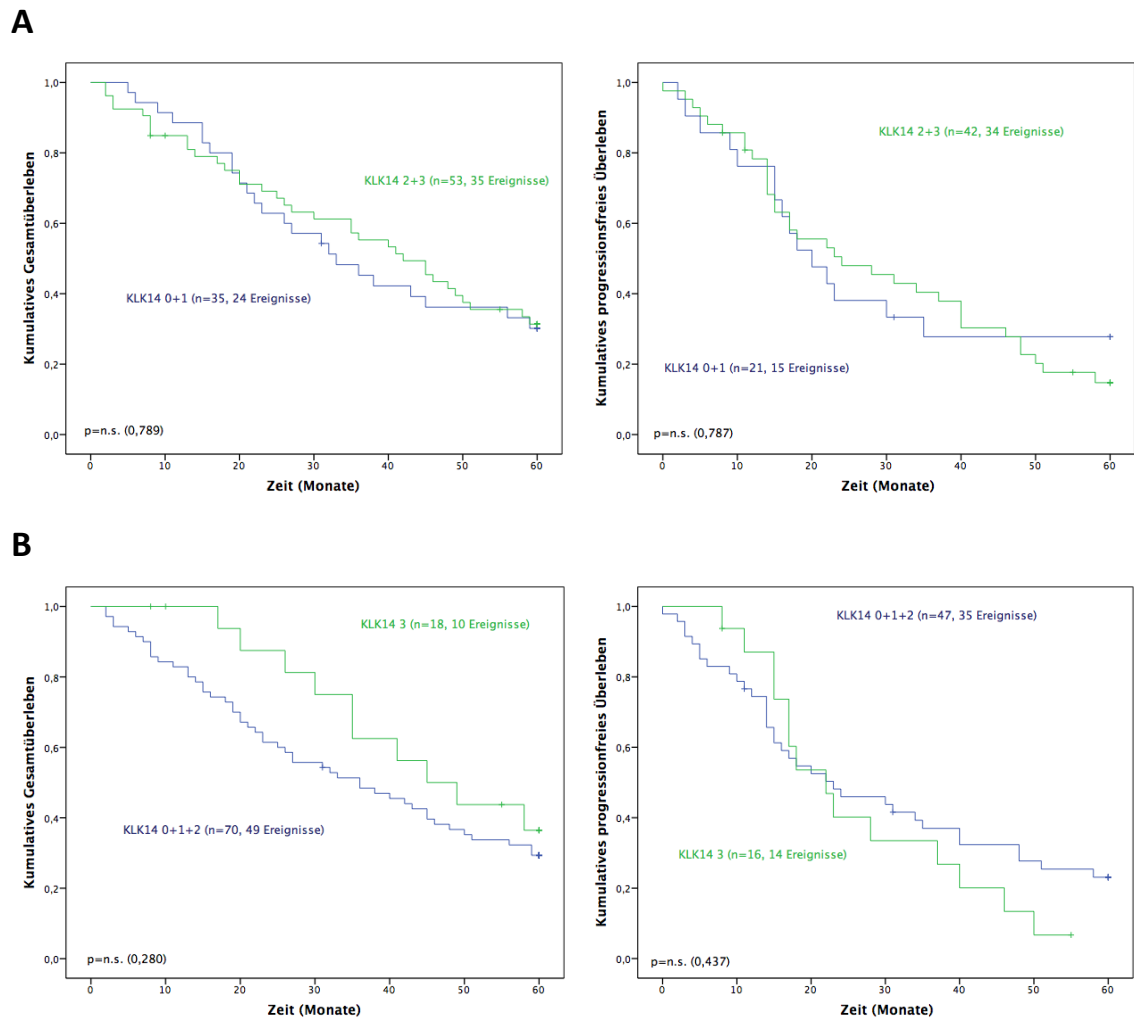 A
Kumulatives Gesamtüberleben
1,0
0,8
0,6
0,4
0,2
0,0
KLK14 2+3 (n=53, 35 Ereignisse)
KLK14 0+1 (n=35, 24 Ereignisse)
p=n.s. (0,789)
0 10 20 30 40 50 60
Zeit (Monate)
Kumulatives progressionsfreies Überleben
1,0
0,8
0,6
0,4
0,2
0,0
KLK14 2+3 (n=42, 34 Ereignisse)
KLK14 0+1 (n=21, 15 Ereignisse)
p=n.s. (0,787)
0 10 20 30 40 50 60
Zeit (Monate)
B
Kumulatives Gesamtüberleben
1,0
0,8
0,6
0,4
0,2
0,0
KLK14 3 (n=18, 10 Ereignisse)
KLK14 0+1+2 (n=70, 49 Ereignisse)
p=n.s. (0,280)
0 10 20 30 40 50 60
Zeit (Monate)
Kumulatives progressionfreies Überleben
1,0
0,8
0,6
0,4
0,2
0,0
KLK14 0+1+2 (n=47, 35 Ereignisse)
KLK14 3 (n=16, 14 Ereignisse)
p=n.s. (0,437)
0 10 20 30 40 50 60
Zeit (Monate)